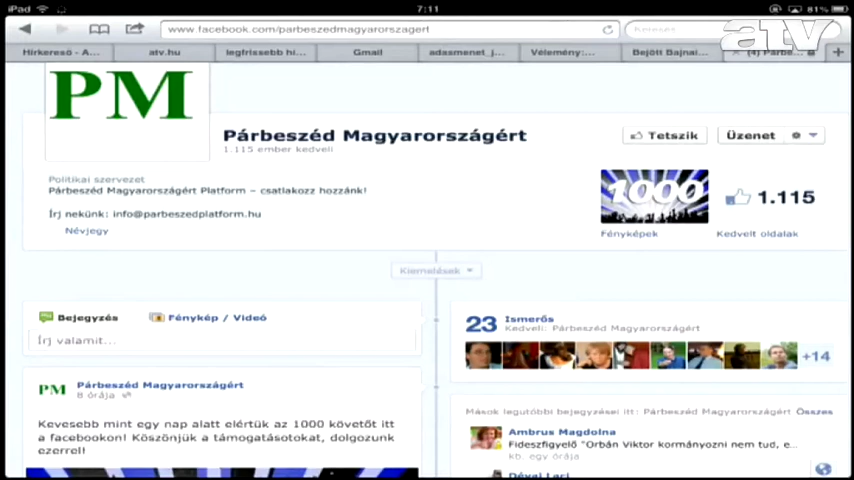 iPad
7:11
81%
www.facebook.com/parbeszedmagyarorszagert
Keresés
atv
Hírkereső - A...
atv.hu
legfrissebb hí...
Gmail
adasmenet_j...
Vélemény:...
Bejött Bajnai...
(4) Párbe...
PM
Párbeszéd Magyarországért
1.115 ember kedveli
Tetszik
Üzenet
Politikai szervezet
Párbeszéd Magyarországért Platform – csatlakozz hozzánk!
Írj nekünk: info@parbeszedplatform.hu
Névjegy
1000
1.115
Fényképek
Kedvelt oldalak
Kiemelések
Bejegyzés
Fénykép / Videó
Írj valamit...
23 Ismerős
Kedveli: Párbeszéd Magyarországért
+14
PM
Párbeszéd Magyarországért
8 órája
Kevesebb mint egy nap alatt elértük az 1000 követőt itt
a facebookon! Köszönjük a támogatásotokat, dolgozunk
ezerrel!
Mások legutóbbi bejegyzései itt: Párbeszéd Magyarországért Összes
Ambrus Magdolna
Fideszfigyelő "Orbán Viktor kormányozni nem tud, e...
kb. egy órája
Dévai Laci